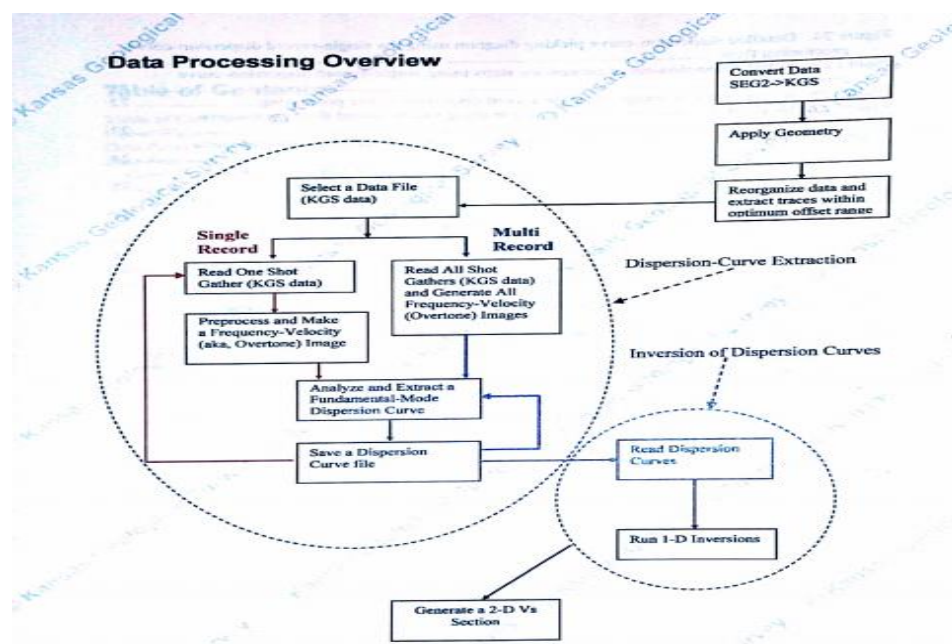 Data Processing Overview
Convert Data
SEG2->KGS
Apply Geometry
Reorganize data and
extract traces within
optimum offset range
Select a Data File
(KGS data)
Single
Record
Multi
Record
Read One Shot
Gather (KGS data)
Read All Shot
Gathers (KGS data)
and Generate All
Frequency-Velocity
(Overtone) Images
Preprocess and Make
a Frequency-Velocity
(aka, Overtone) Image
Analyze and Extract a
Fundamental-Mode
Dispersion Curve
Save a Dispersion
Curve file
Dispersion-Curve Extraction
Inversion of Dispersion Curves
Read Dispersion
Curves
Run 1-D Inversions
Generate a 2-D Vs
Section
© Kansas Geological Survey